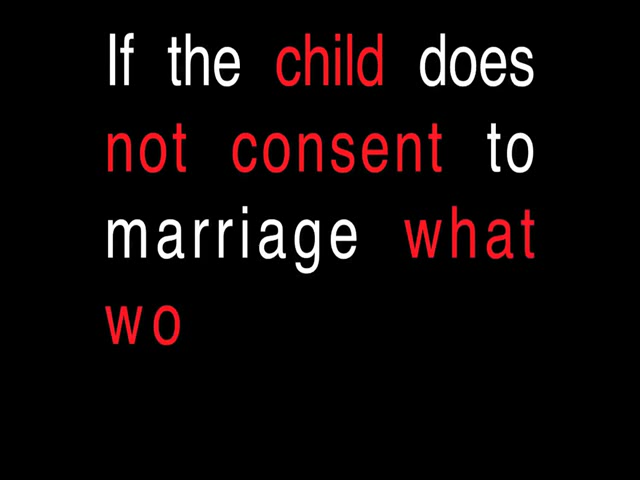 If the child does
not consent to
marriage what
wo